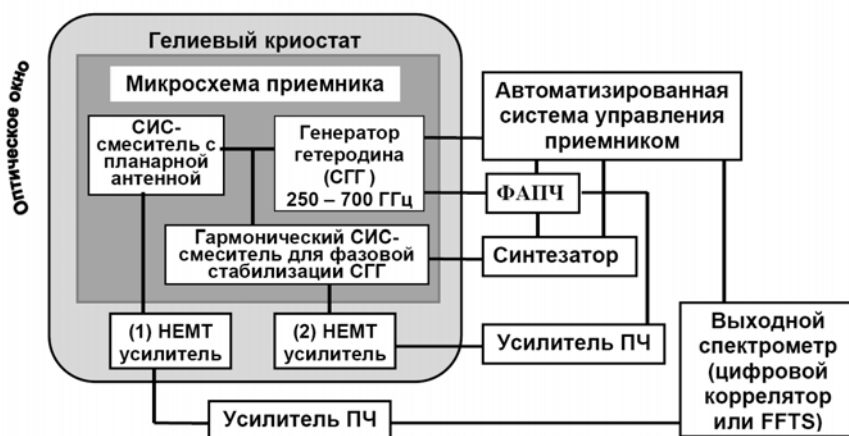 Гелиевый криостат
Оптическое окно
Микросхема приемника
СИС-
смеситель с
планарной
антенной
Генератор
гетеродина
(СГГ)
250 – 700 ГГц
Гармонический СИС-
смеситель для фазовой
стабилизации СГГ
Автоматизированная
система управления
приемником
ФАПЧ
Синтезатор
(1) НЕМТ
усилитель
(2) НЕМТ
усилитель
Усилитель ПЧ
Выходной
спектрометр
(цифровой
коррелятор
или FFTS)
Усилитель ПЧ